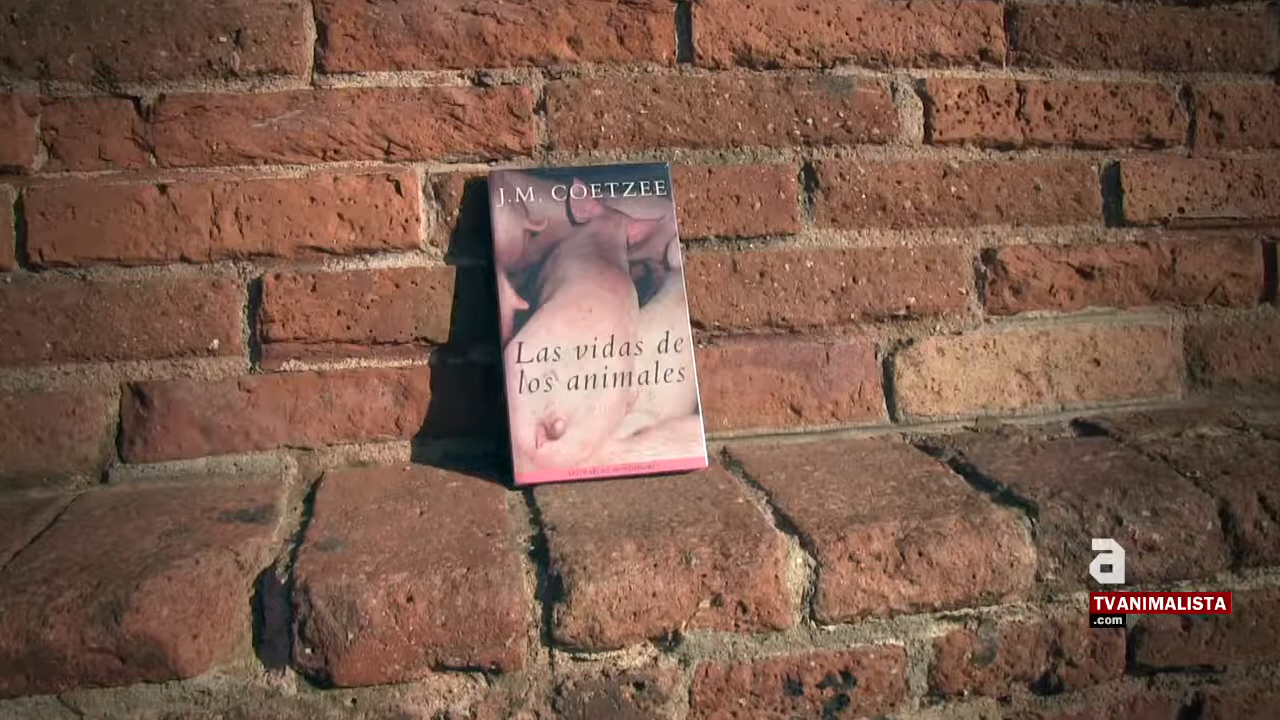 J.M. COETZEE
Las vidas de
los animales
a
TVANIMALISTA
.com